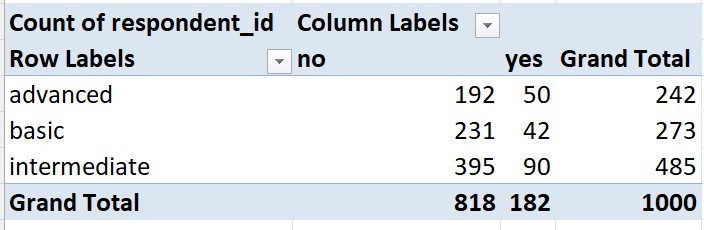 Count of respondent_id Column Labels
Row Labels no yes Grand Total
advanced 192 50 242
basic 231 42 273
intermediate 395 90 485
Grand Total 818 182 1000